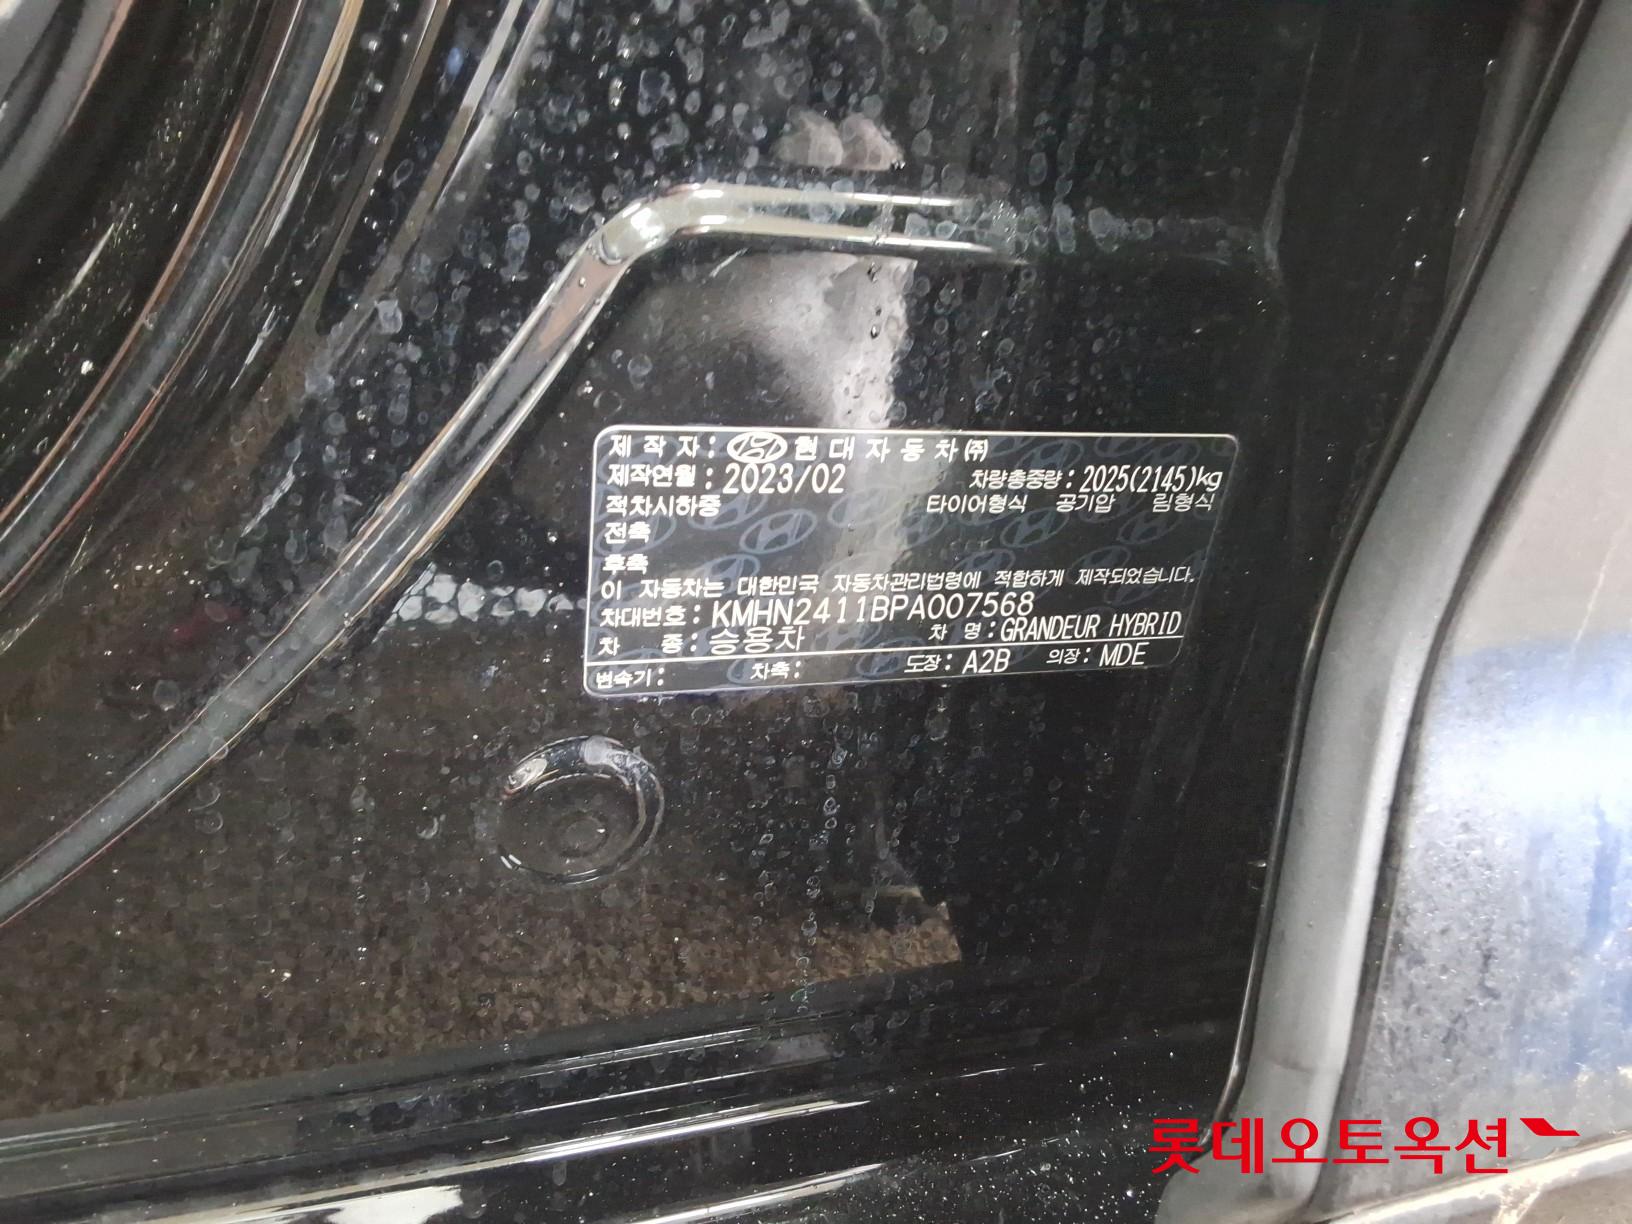 제 작 자 : 현 대 자 동 차 ㈜
제작연월 : 2023/02 차량총중량 : 2025(2145)kg
적차시하중 타이어형식 공기압 림형식
전축
후축
이 자동차는 대한민국 자동차관리법령에 적합하게 제작되었습니다.
차대번호 : KMHN2411BPA007568
차 종 : 승용차 차 명 : GRANDEUR HYBRID
변속기 : 차축 : 도장 : A2B 의장 : MDE
롯데오토옥션